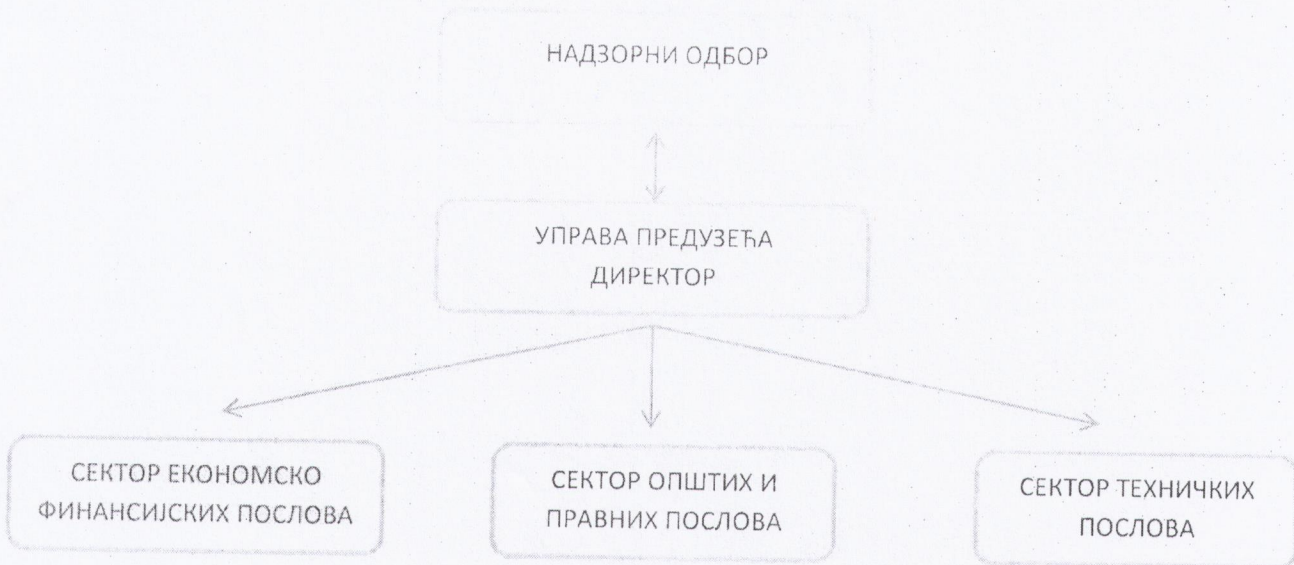 НАДЗОРНИ ОДБОР
УПРАВА ПРЕДУЗЕЋА
ДИРЕКТОР
СЕКТОР ЕКОНОМСКО
ФИНАНСИЈСКИХ ПОСЛОВА
СЕКТОР ОПШТИХ И
ПРАВНИХ ПОСЛОВА
СЕКТОР ТЕХНИЧКИХ
ПОСЛОВА